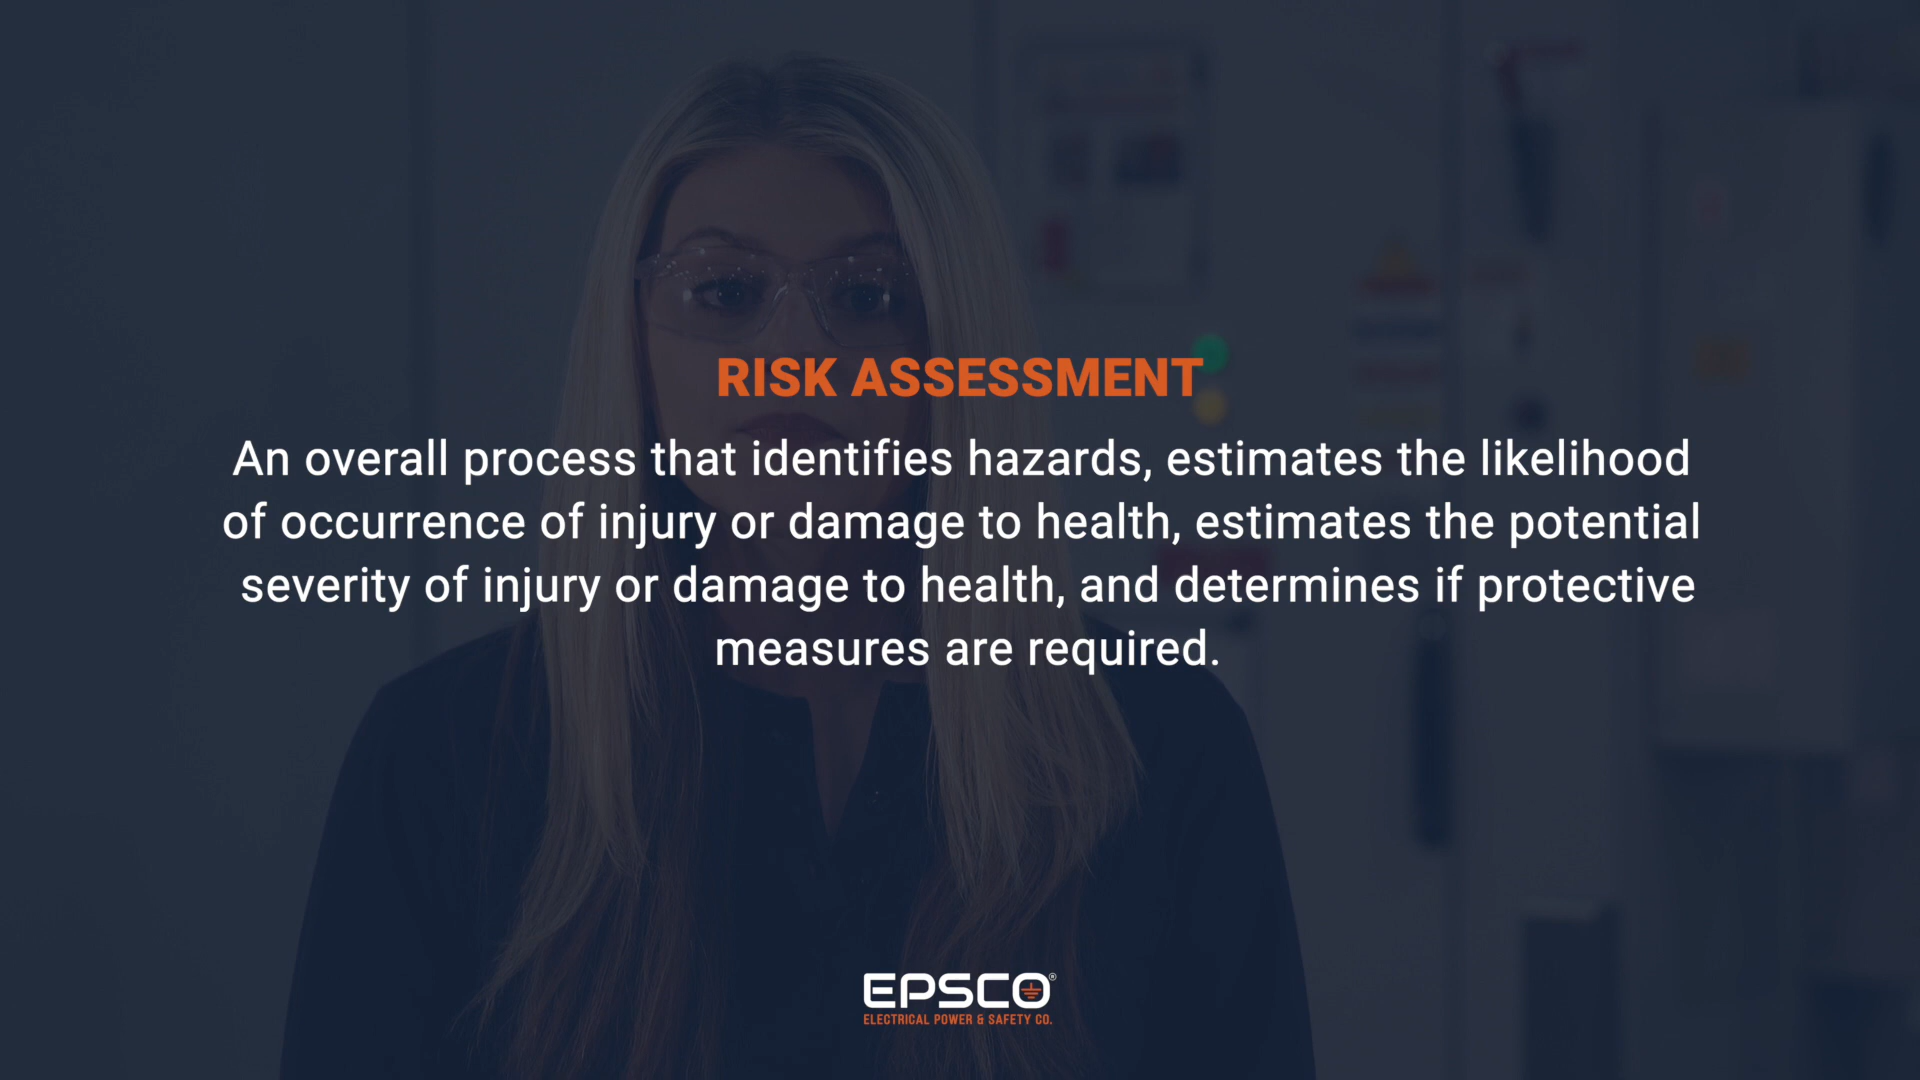 RISK ASSESSMENT
An overall process that identifies hazards, estimates the likelihood
of occurrence of injury or damage to health, estimates the potential
severity of injury or damage to health, and determines if protective
measures are required.
EPSCO®
ELECTRICAL POWER & SAFETY CO.